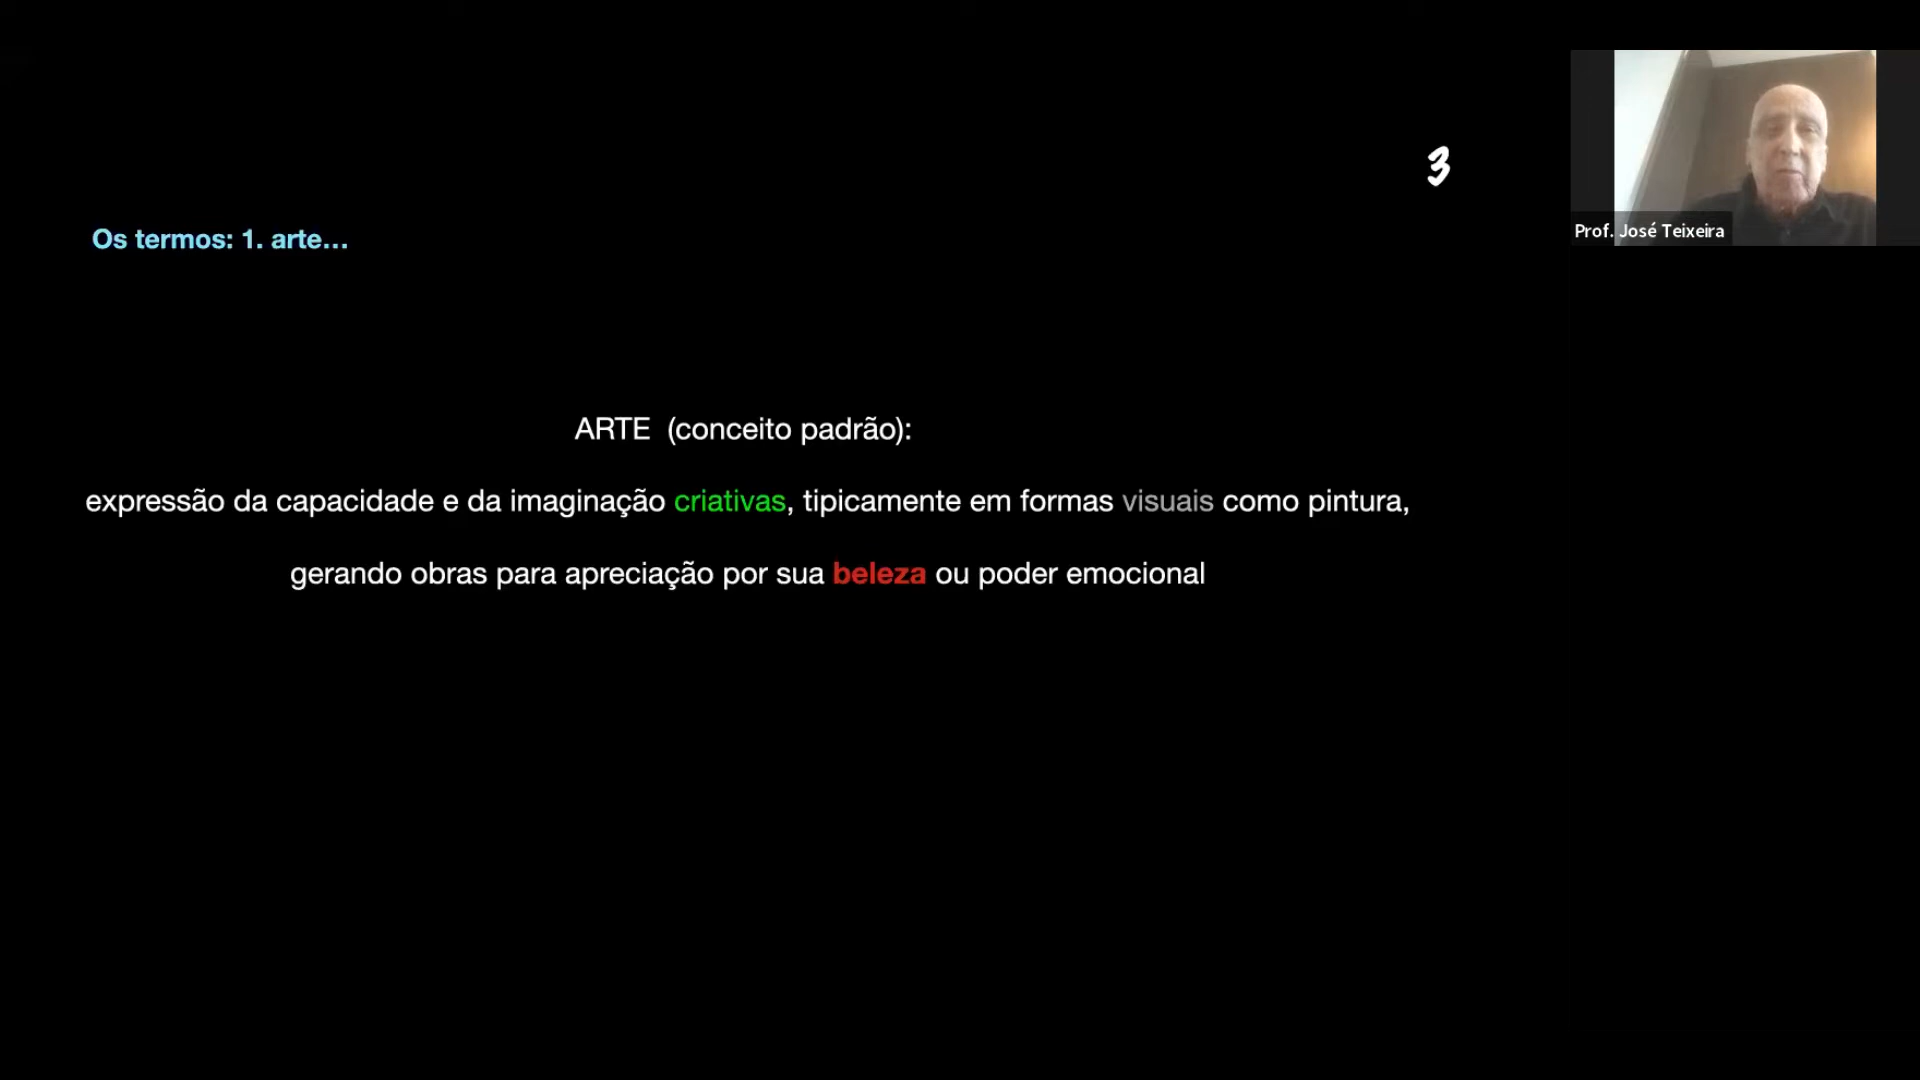 3
Prof. José Teixeira
Os termos: 1. arte...
ARTE (conceito padrão):
expressão da capacidade e da imaginação criativas, tipicamente em formas visuais como pintura,
gerando obras para apreciação por sua beleza ou poder emocional